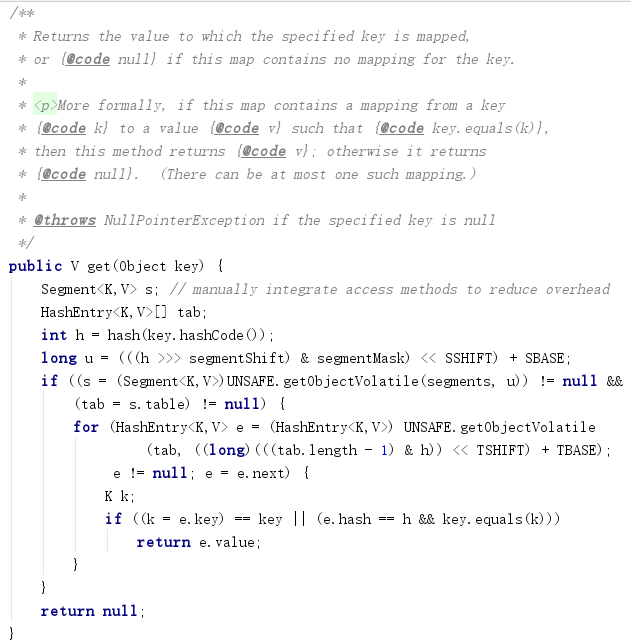 /**
 * Returns the value to which the specified key is mapped,
 * or {@code null} if this map contains no mapping for the key.
 *
 * <p>More formally, if this map contains a mapping from a key
 * {@code k} to a value {@code v} such that {@code key.equals(k)},
 * then this method returns {@code v}; otherwise it returns
 * {@code null}.  (There can be at most one such mapping.)
 *
 * @throws NullPointerException if the specified key is null
 */
public V get(Object key) {
    Segment<K,V> s; // manually integrate access methods to reduce overhead
    HashEntry<K,V>[] tab;
    int h = hash(key.hashCode());
    long u = (((h >>> segmentShift) & segmentMask) << SSHIFT) + SBASE;
    if ((s = (Segment<K,V>)UNSAFE.getObjectVolatile(segments, u)) != null &&
        (tab = s.table) != null) {
        for (HashEntry<K,V> e = (HashEntry<K,V>) UNSAFE.getObjectVolatile
                 (tab, ((long)(((tab.length - 1) & h)) << TSHIFT) + TBASE);
             e != null; e = e.next) {
            K k;
            if ((k = e.key) == key || (e.hash == h && key.equals(k)))
                return e.value;
        }
    }
    return null;
}